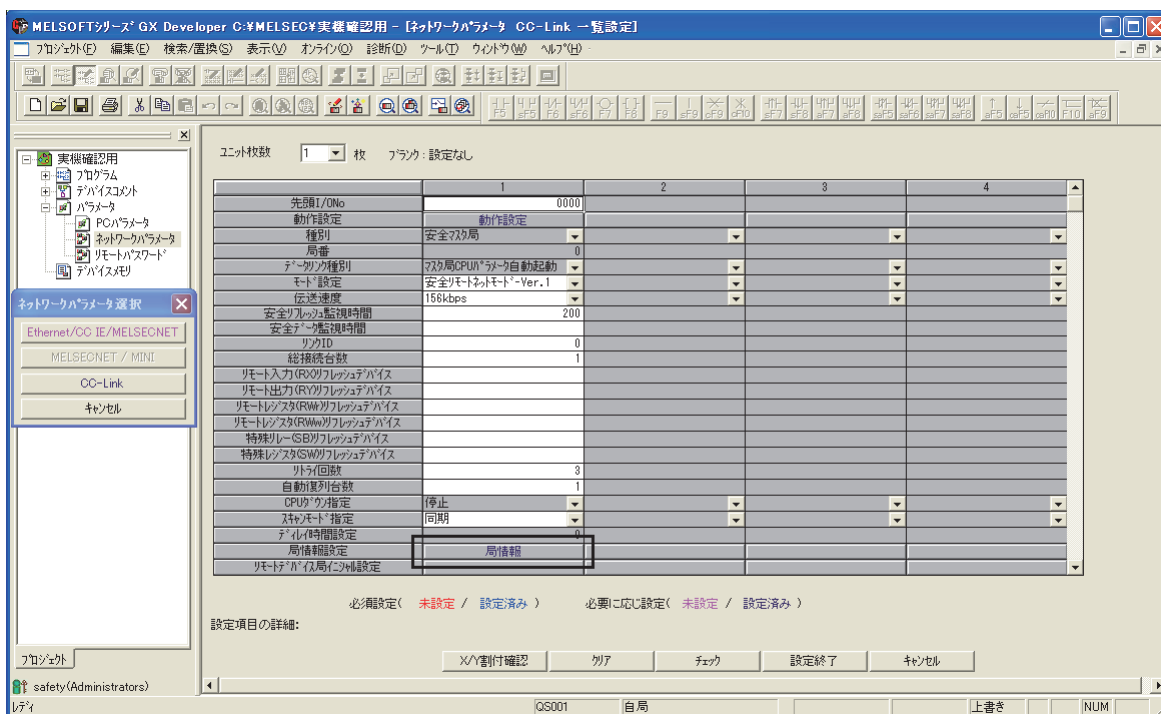 MELSOFTシリーズ GX Developer C:¥MELSEC¥実機確認用 - [ネットワークパラメータ CC-Link 一覧設定]
プロジェクト(F) 編集(E) 検索/置換(S) 表示(V) オンライン(O) 診断(D) ツール(T) ウィンドウ(W) ヘルプ(H)
F5 sF5 F6 sF6 F7 F8 F9 sF9 cF9 cF10 sF7 sF8 aF7 aF8 saF5 saF6 saF7 saF8 aF5 caF5 caF10 F10 aF9
実機確認用
プログラム
デバイスコメント
パラメータ
PCパラメータ
ネットワークパラメータ
リモートパスワード
デバイスメモリ
ネットワークパラメータ選択
Ethernet/CC IE/MELSECNET
MELSECNET / MINI
CC-Link
キャンセル
ユニット枚数 1 枚 ブランク：設定なし
1 2 3 4
先頭I/ONo 0000
動作設定 動作設定
種別 安全マスタ局
局番 0
データリンク種別 マスタ局CPUパラメータ自動起動
モード設定 安全リモートネットモード-Ver.1
伝送速度 156kbps
安全リフレッシュ監視時間 200
安全データ監視時間
リンクID 0
総接続台数 1
リモート入力(RX)リフレッシュデバイス
リモート出力(RY)リフレッシュデバイス
リモートレジスタ(RWr)リフレッシュデバイス
リモートレジスタ(RWw)リフレッシュデバイス
特殊リレー(SB)リフレッシュデバイス
特殊レジスタ(SW)リフレッシュデバイス
リトライ回数 3
自動復列台数 1
CPUダウン指定 停止
スキャンモード指定 同期
ディレイ時間設定 0
局情報設定 局情報
リモートデバイス局イニシャル設定
必須設定( 未設定 / 設定済み ) 必要に応じ設定( 未設定 / 設定済み )
設定項目の詳細:
X/Y割付確認 クリア チェック 設定終了 キャンセル
プロジェクト
safety(Administrators)
レディ QS001 自局 上書き NUM